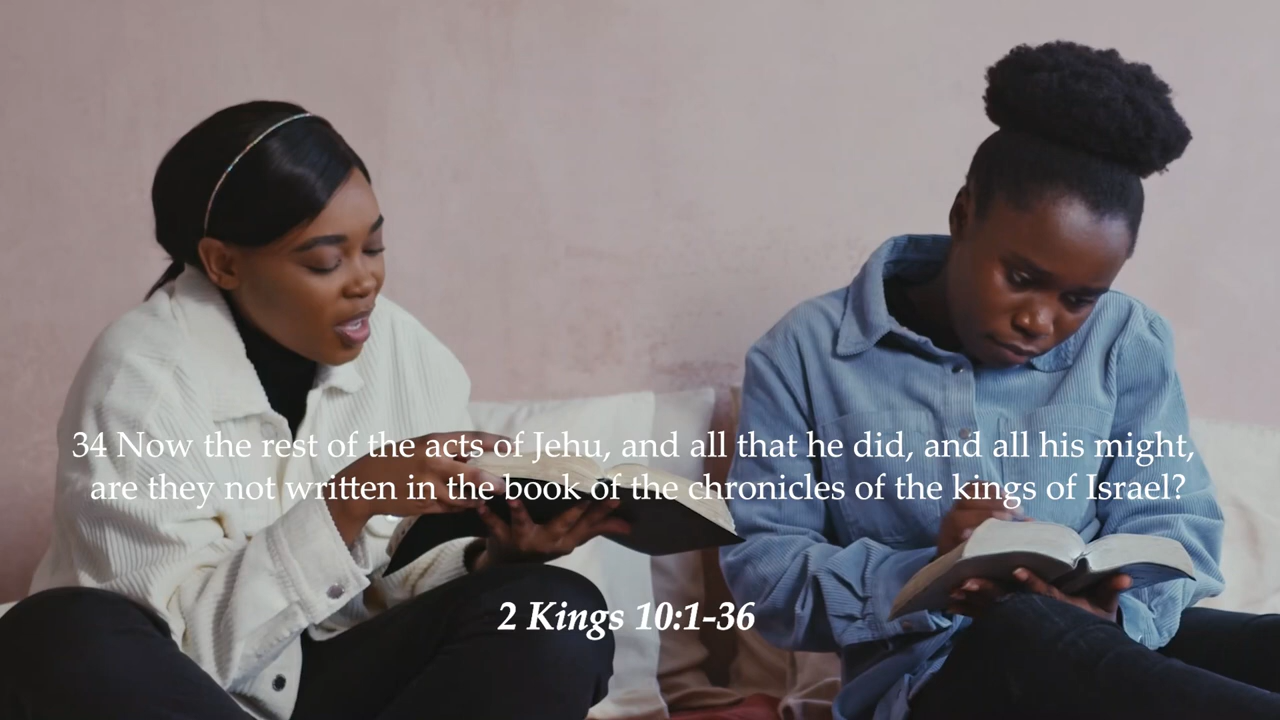 34 Now the rest of the acts of Jehu, and all that he did, and all his might,
are they not written in the book of the chronicles of the kings of Israel?
2 Kings 10:1-36